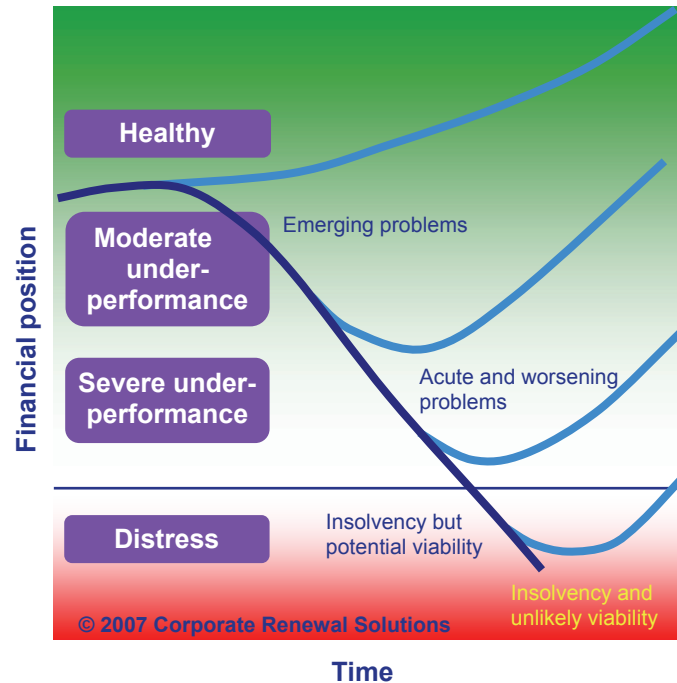 Healthy
Emerging problems
Moderate
under-
performance
Financial position
Acute and worsening
problems
Severe under-
performance
Insolvency but
potential viability
Distress
Insolvency and
unlikely viability
© 2007 Corporate Renewal Solutions
Time